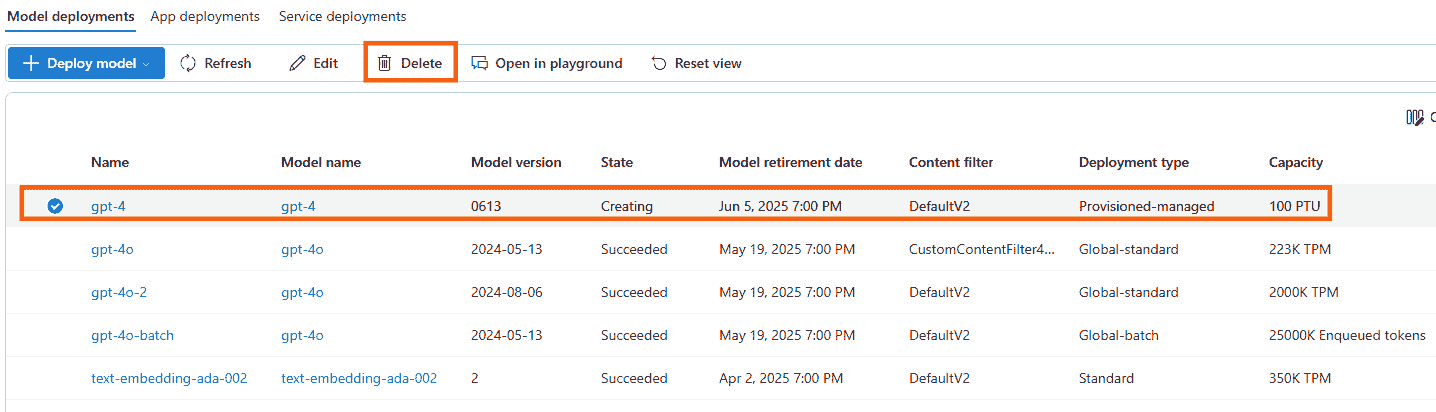 Model deployments App deployments Service deployments
Deploy model Refresh Edit Delete Open in playground Reset view
Name Model name Model version State Model retirement date Content filter Deployment type Capacity
gpt-4 gpt-4 0613 Creating Jun 5, 2025 7:00 PM DefaultV2 Provisioned-managed 100 PTU
gpt-4o gpt-4o 2024-05-13 Succeeded May 19, 2025 7:00 PM CustomContentFilter4... Global-standard 223K TPM
gpt-4o-2 gpt-4o 2024-08-06 Succeeded May 19, 2025 7:00 PM DefaultV2 Global-standard 2000K TPM
gpt-4o-batch gpt-4o 2024-05-13 Succeeded May 19, 2025 7:00 PM DefaultV2 Global-batch 25000K Enqueued tokens
text-embedding-ada-002 text-embedding-ada-002 2 Succeeded Apr 2, 2025 7:00 PM DefaultV2 Standard 350K TPM